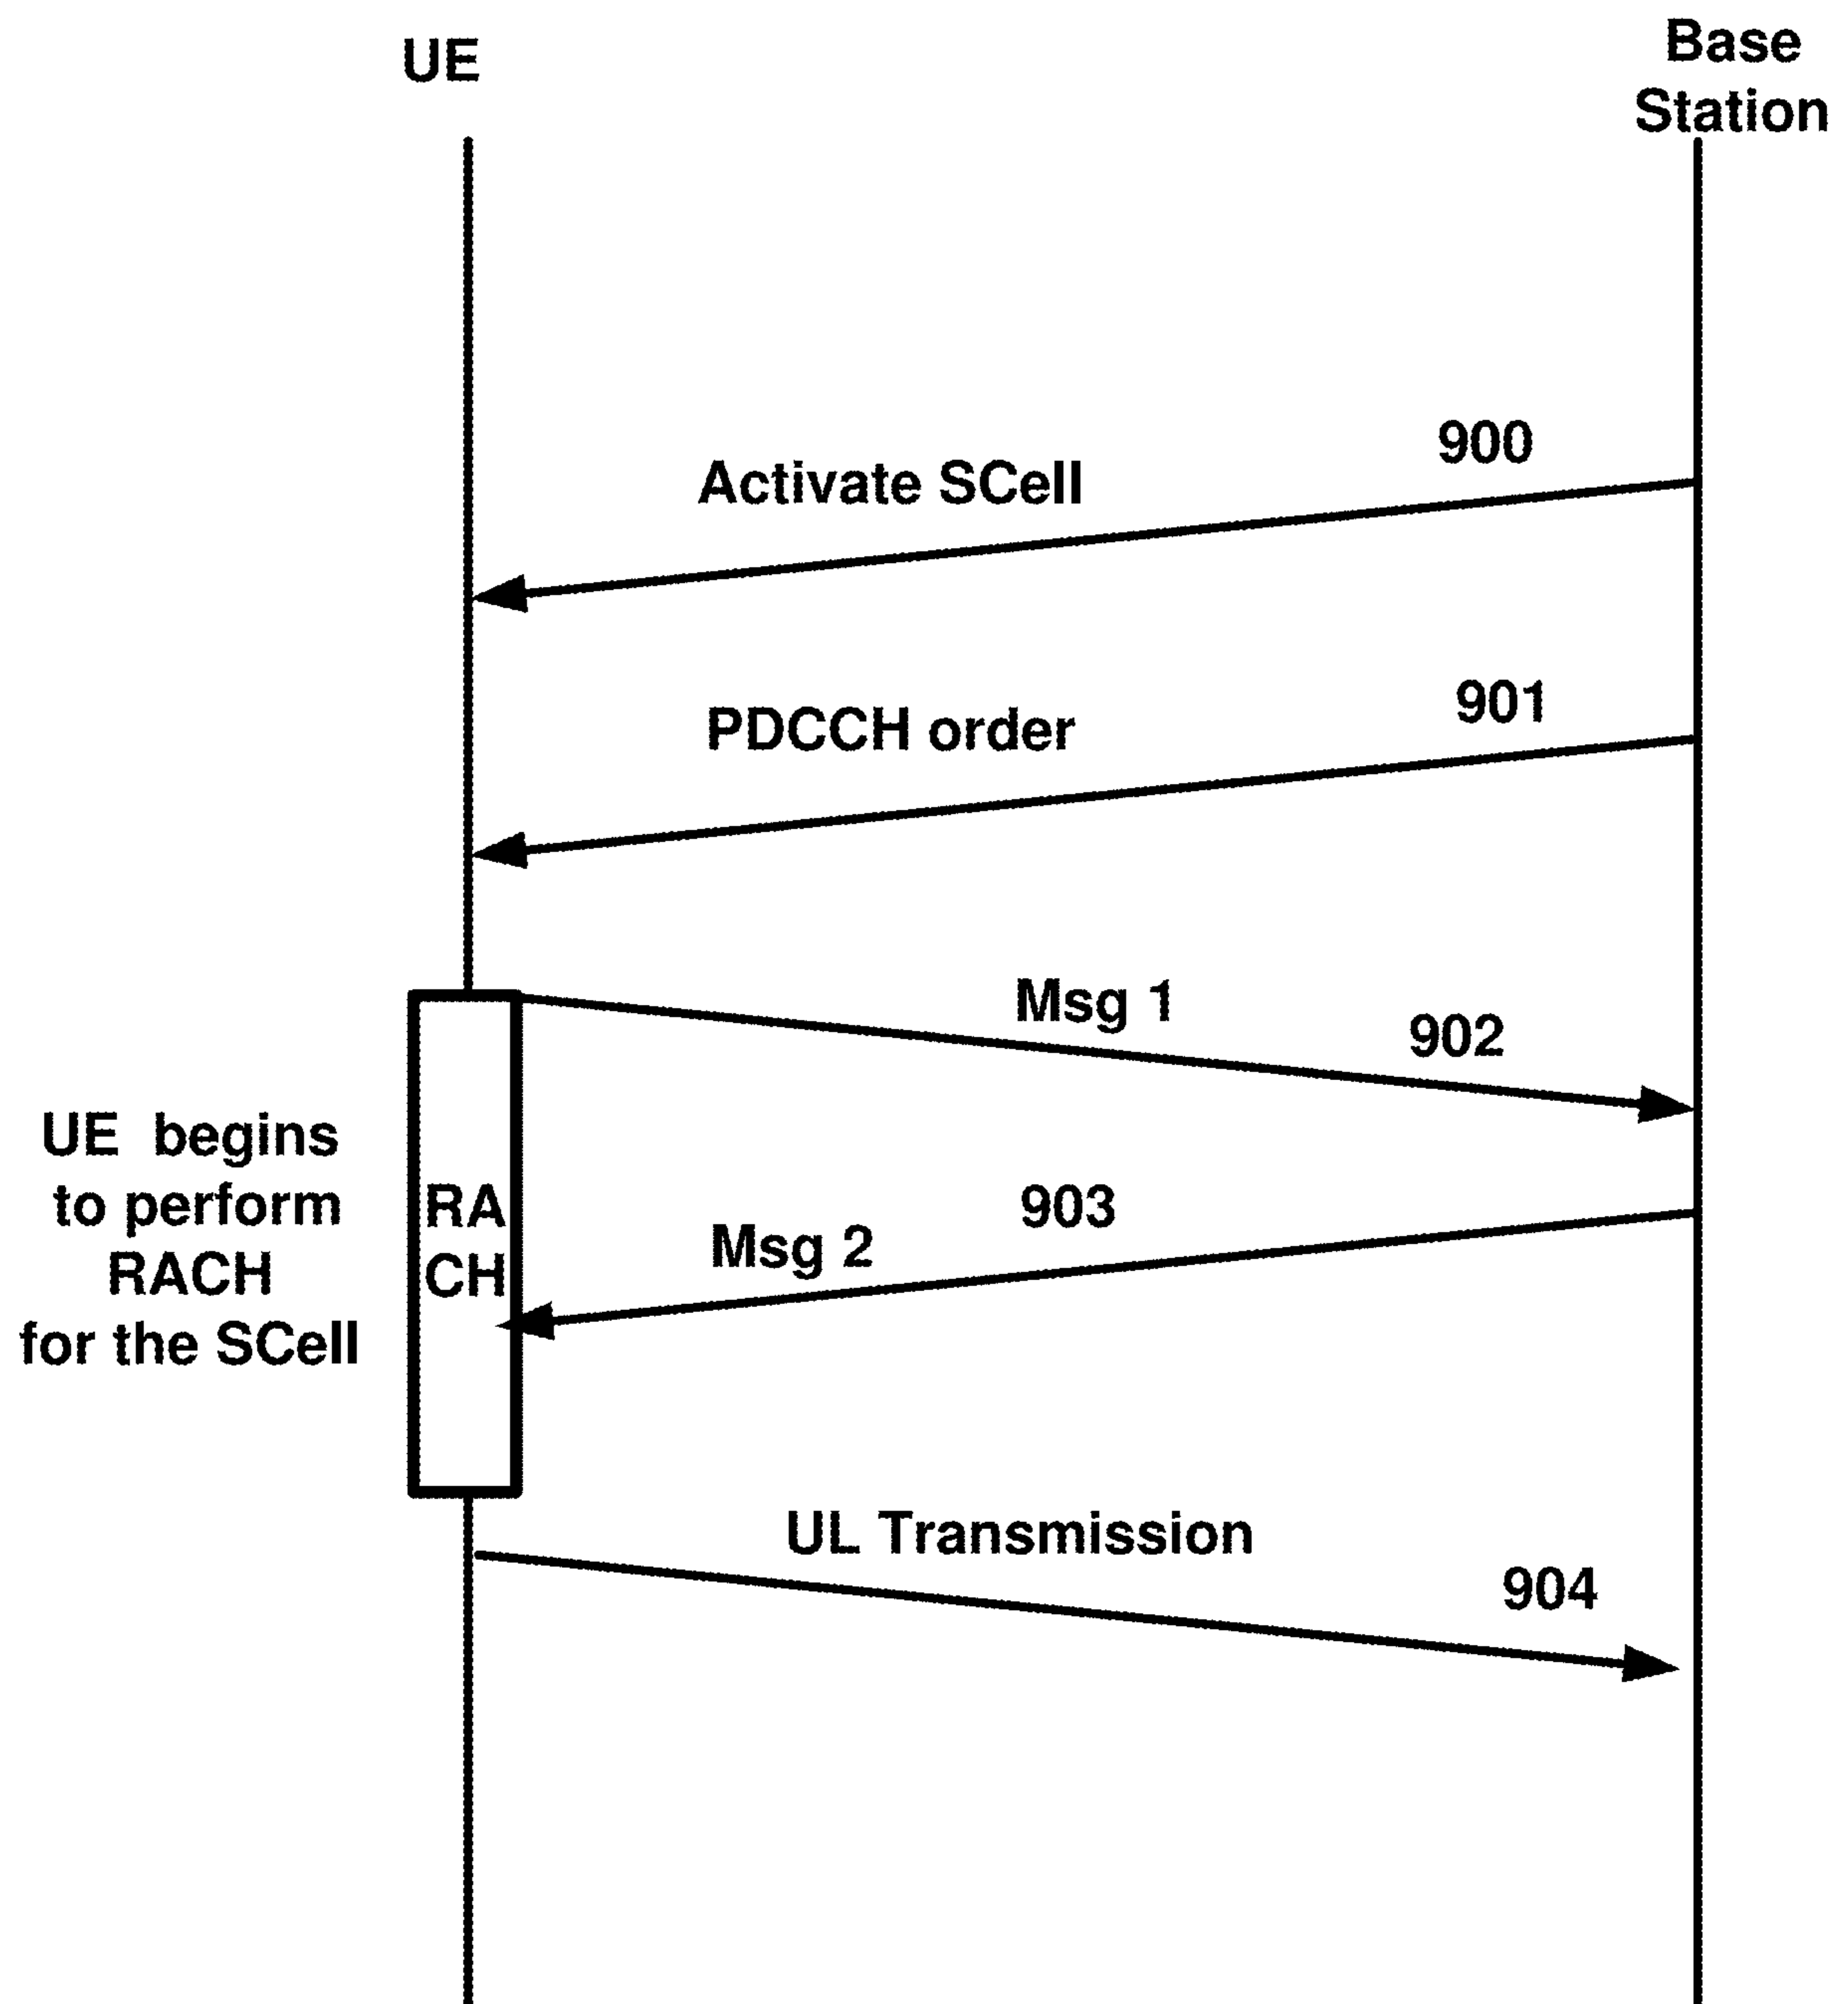 UE
Base
Station
900
Activate SCell
901
PDCCH order
Msg 1
902
UE begins
to perform
RACH
for the SCell
RA
CH
903
Msg 2
UL Transmission
904